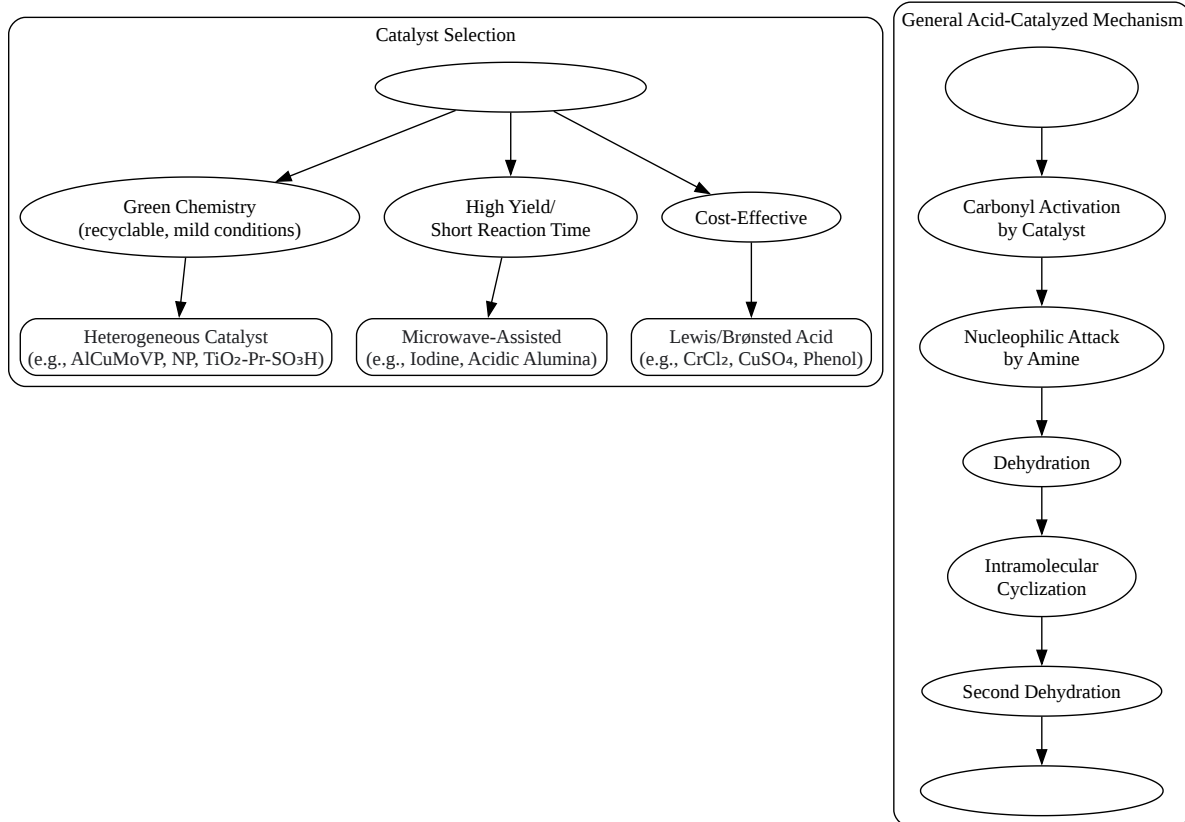 Catalyst Selection
Green Chemistry
(recyclable, mild conditions)
High Yield/
Short Reaction Time
Cost-Effective
Heterogeneous Catalyst
(e.g., AlCuMoVP, NP, TiO₂-Pr-SO₃H)
Microwave-Assisted
(e.g., Iodine, Acidic Alumina)
Lewis/Brønsted Acid
(e.g., CrCl₂, CuSO₄, Phenol)
General Acid-Catalyzed Mechanism
Carbonyl Activation
by Catalyst
Nucleophilic Attack
by Amine
Dehydration
Intramolecular
Cyclization
Second Dehydration